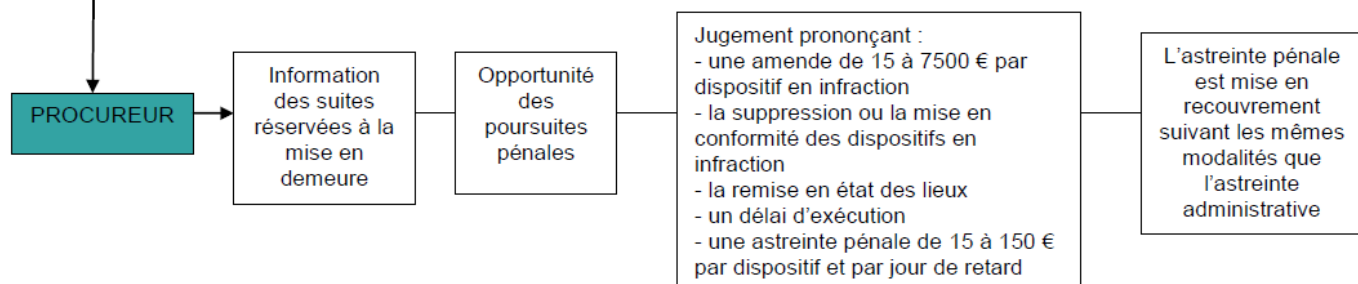 PROCUREUR
Information
des suites
réservées à la
mise en
demeure
Opportunité
des
poursuites
pénales
Jugement prononçant :
- une amende de 15 à 7500 € par
dispositif en infraction
- la suppression ou la mise en
conformité des dispositifs en
infraction
- la remise en état des lieux
- un délai d'exécution
- une astreinte pénale de 15 à 150 €
par dispositif et par jour de retard
L'astreinte pénale
est mise en
recouvrement
suivant les mêmes
modalités que
l'astreinte
administrative